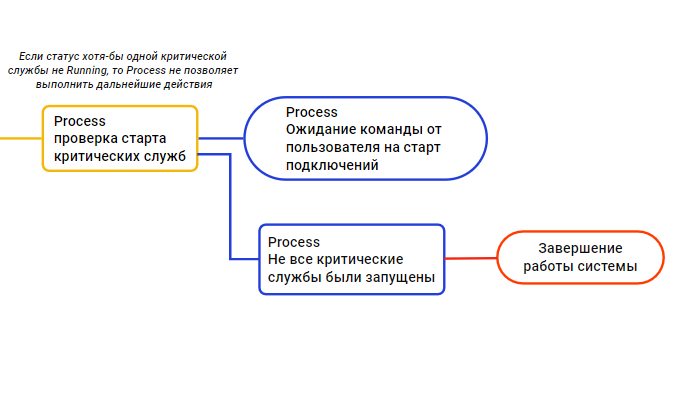 Если статус хотя-бы одной критической
службы не Running, то Process не позволяет
выполнить дальнейшие действия
Process
проверка старта
критических служб
Process
Ожидание команды от
пользователя на старт
подключений
Process
Не все критические
службы были запущены
Завершение
работы системы